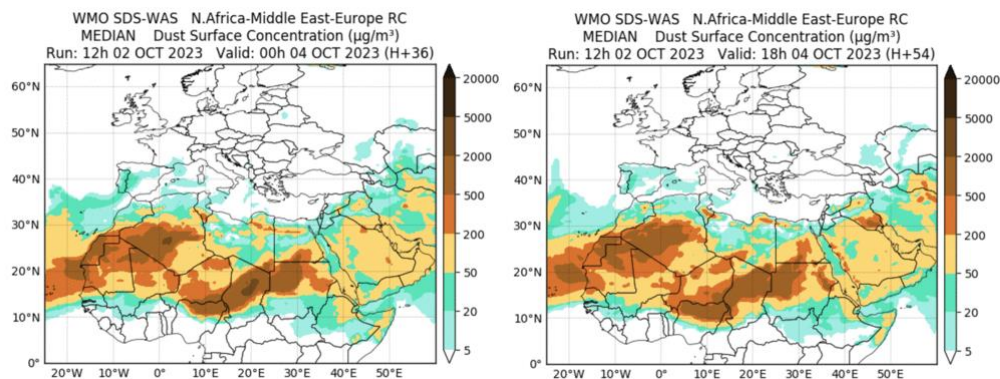 WMO SDS-WAS N.Africa-Middle East-Europe RC
MEDIAN Dust Surface Concentration (µg/m³)
Run: 12h 02 OCT 2023 Valid: 00h 04 OCT 2023 (H+36)
60°N
50°N
40°N
30°N
20°N
10°N
0°
20°W
10°W
0°
10°E
20°E
30°E
40°E
50°E
20000
5000
2000
500
200
50
20
5
WMO SDS-WAS N.Africa-Middle East-Europe RC
MEDIAN Dust Surface Concentration (µg/m³)
Run: 12h 02 OCT 2023 Valid: 18h 04 OCT 2023 (H+54)
60°N
50°N
40°N
30°N
20°N
10°N
0°
20°W
10°W
0°
10°E
20°E
30°E
40°E
50°E
20000
5000
2000
500
200
50
20
5